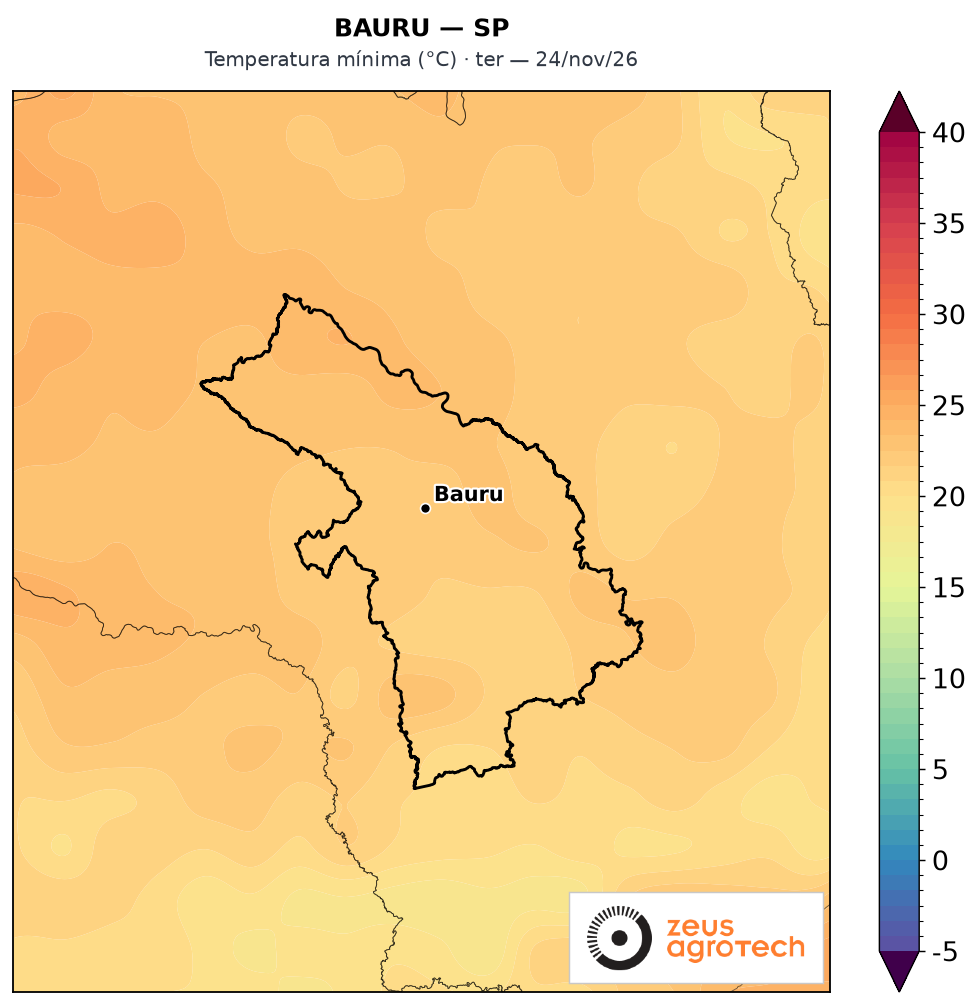 BAURU — SP
Temperatura mínima (°C) · ter — 24/nov/26
40
35
30
25
20
15
10
5
0
-5
Bauru
zeus
agrotech